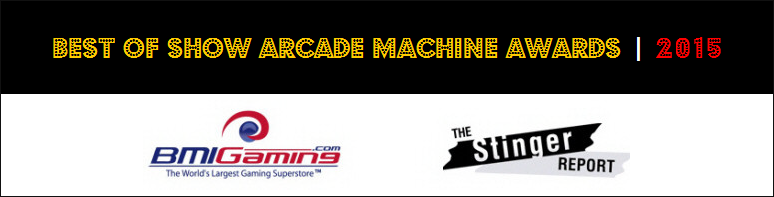 BEST OF SHOW ARCADE MACHINE AWARDS | 2015
BMIGaming.com
The World's Largest Gaming Superstore™
THE
Stinger
REPORT